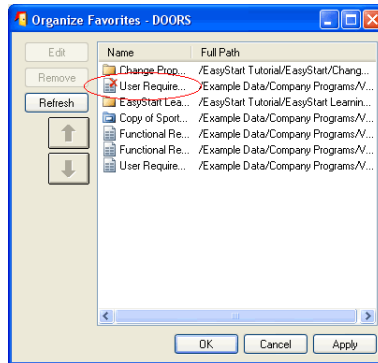 Organize Favorites - DOORS
Edit
Remove
Refresh
Name Full Path
Change Prop... /EasyStart Tutorial/EasyStart/Chang...
User Require... /Example Data/Company Programs/V...
EasyStart Lea... /EasyStart Tutorial/EasyStart Learnin...
Copy of Sport... /Example Data/Company Programs/V...
Functional Re... /Example Data/Company Programs/V...
Functional Re... /Example Data/Company Programs/V...
User Require... /Example Data/Company Programs/V...
OK Cancel Apply